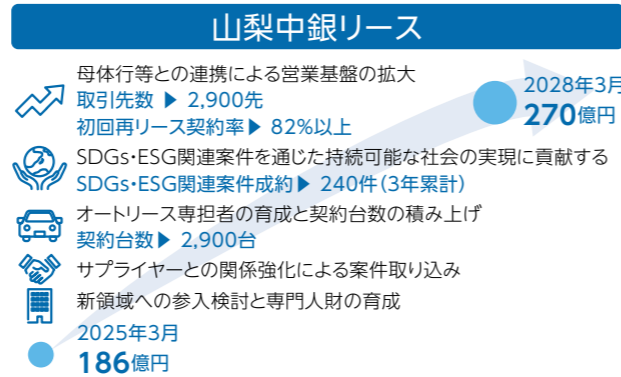 山梨中銀リース
母体行等との連携による営業基盤の拡大
取引先数 ▶ 2,900先
初回再リース契約率▶ 82%以上
2028年3月
270億円
SDGs・ESG関連案件を通じた持続可能な社会の実現に貢献する
SDGs・ESG関連案件成約▶ 240件(3年累計)
オートリース専担者の育成と契約台数の積み上げ
契約台数▶ 2,900台
サプライヤーとの関係強化による案件取り込み
新領域への参入検討と専門人財の育成
2025年3月
186億円